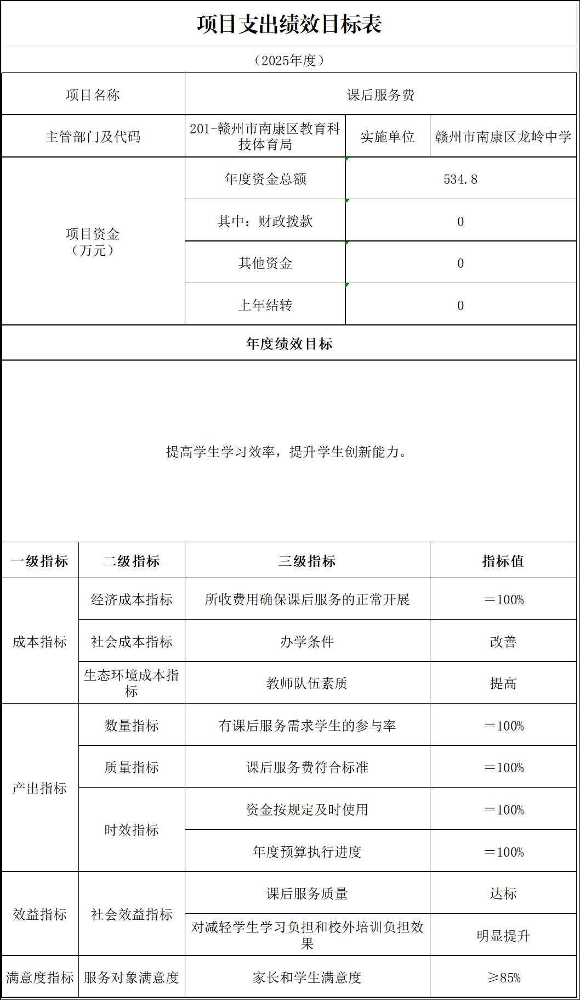 项目支出绩效目标表
（2025年度）
项目名称
课后服务费
主管部门及代码
201-赣州市南康区教育科
技体育局
实施单位
赣州市南康区龙岭中学
项目资金
（万元）
年度资金总额
534.8
其中：财政拨款
0
其他资金
0
上年结转
0
年度绩效目标
提高学生学习效率，提升学生创新能力。
一级指标
二级指标
三级指标
指标值
成本指标
经济成本指标
所收费用确保课后服务的正常开展
＝100%
社会成本指标
办学条件
改善
生态环境成本指
标
教师队伍素质
提高
产出指标
数量指标
有课后服务需求学生的参与率
＝100%
质量指标
课后服务费符合标准
＝100%
时效指标
资金按规定及时使用
＝100%
年度预算执行进度
＝100%
效益指标
社会效益指标
课后服务质量
达标
对减轻学生学习负担和校外培训负担效
果
明显提升
满意度指标
服务对象满意度
家长和学生满意度
≥85%